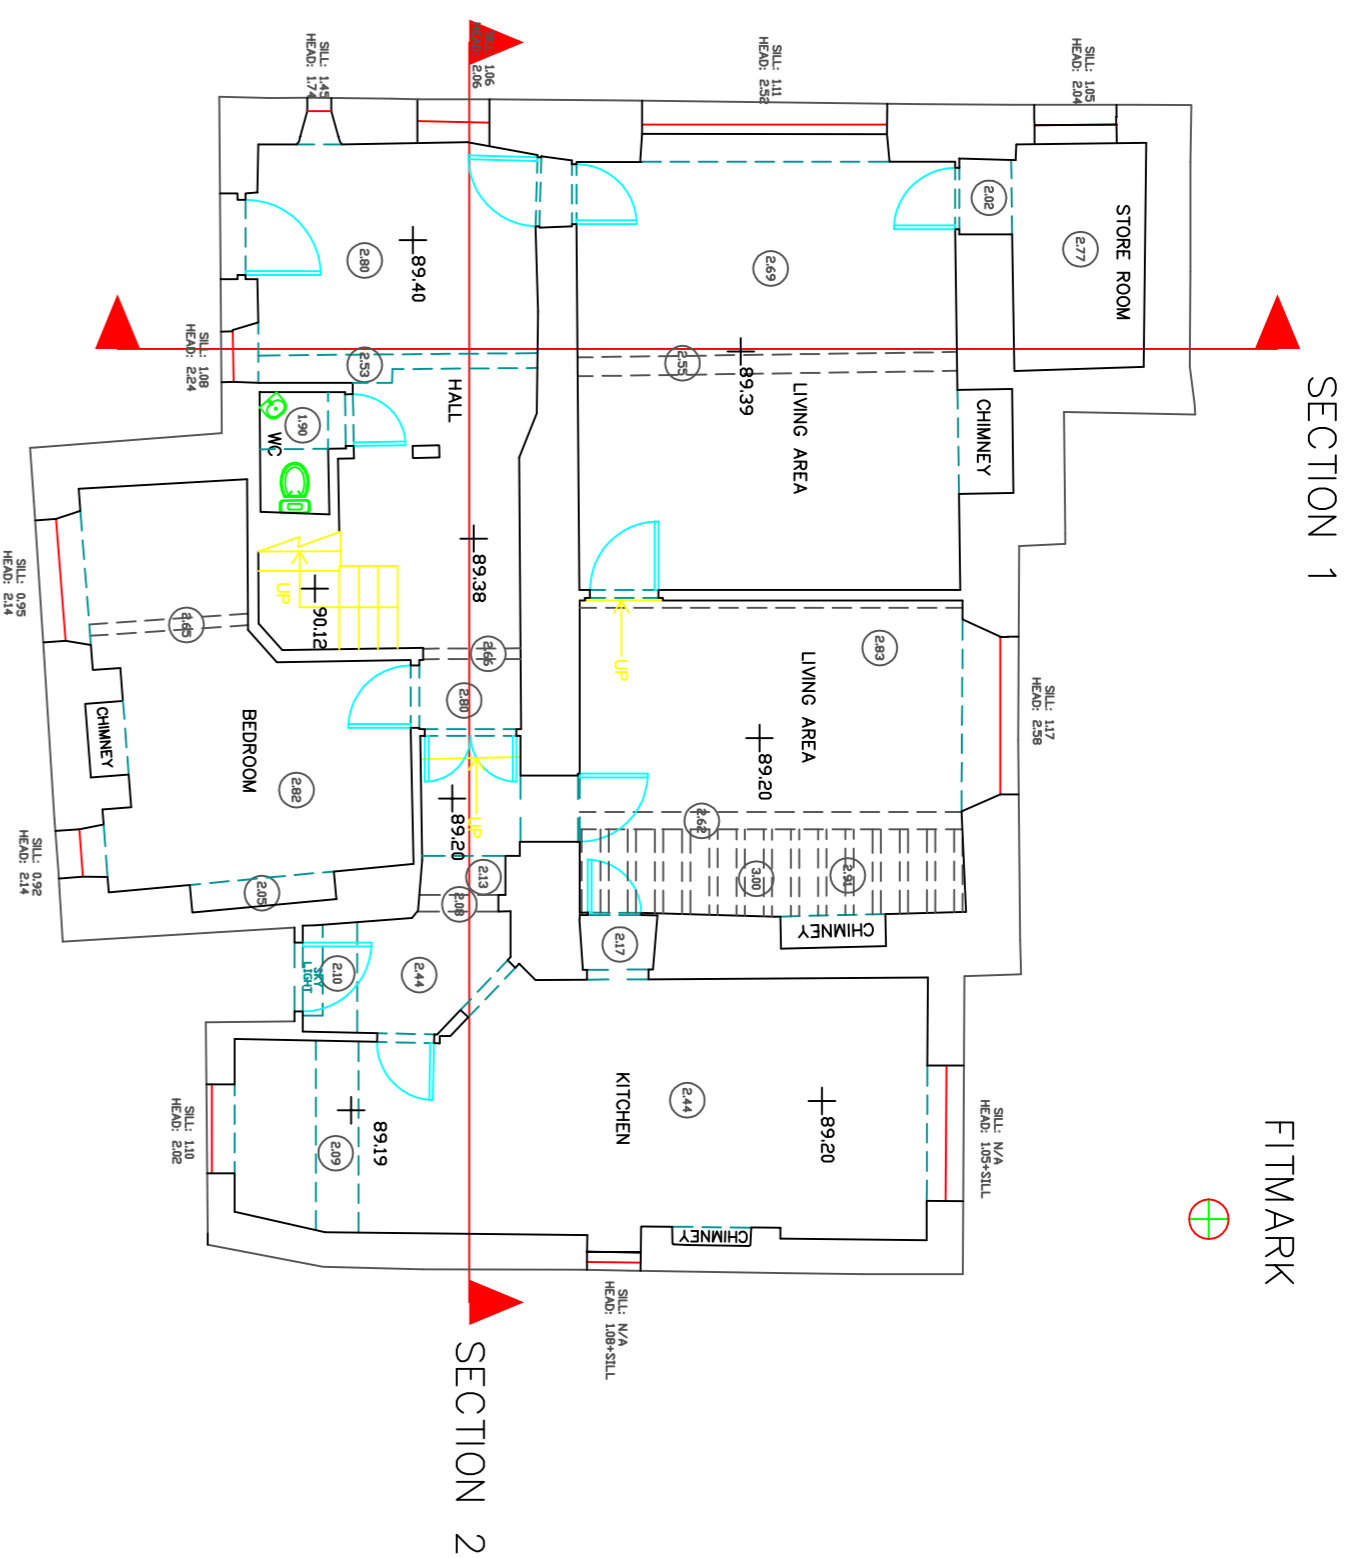 SECTION 1
FITMARK
SECTION 2
SILL: 1.05
HEAD: 2.04
STORE ROOM
2.77
2.02
SILL: 1.11
HEAD: 2.52
2.69
2.55
89.39
LIVING AREA
CHIMNEY
1.06
2.06
SILL: 1.45
HEAD: 1.74
89.40
2.80
2.53
HALL
SILL: 1.08
HEAD: 2.24
1.90
WC
89.38
UP
90.12
2.66
2.80
SILL: 0.95
HEAD: 2.14
2.65
BEDROOM
CHIMNEY
2.82
2.05
SILL: 0.92
HEAD: 2.14
SILL: 1.17
HEAD: 2.58
2.83
LIVING AREA
UP
89.20
2.62
3.00
2.91
CHIMNEY
UP
89.20
2.13
2.08
2.17
2.44
2.10
SKY
LIGHT
KITCHEN
2.44
89.20
89.19
2.09
CHIMNEY
SILL: N/A
HEAD: 1.05+SILL
SILL: 1.10
HEAD: 2.02
SILL: N/A
HEAD: 1.08+SILL